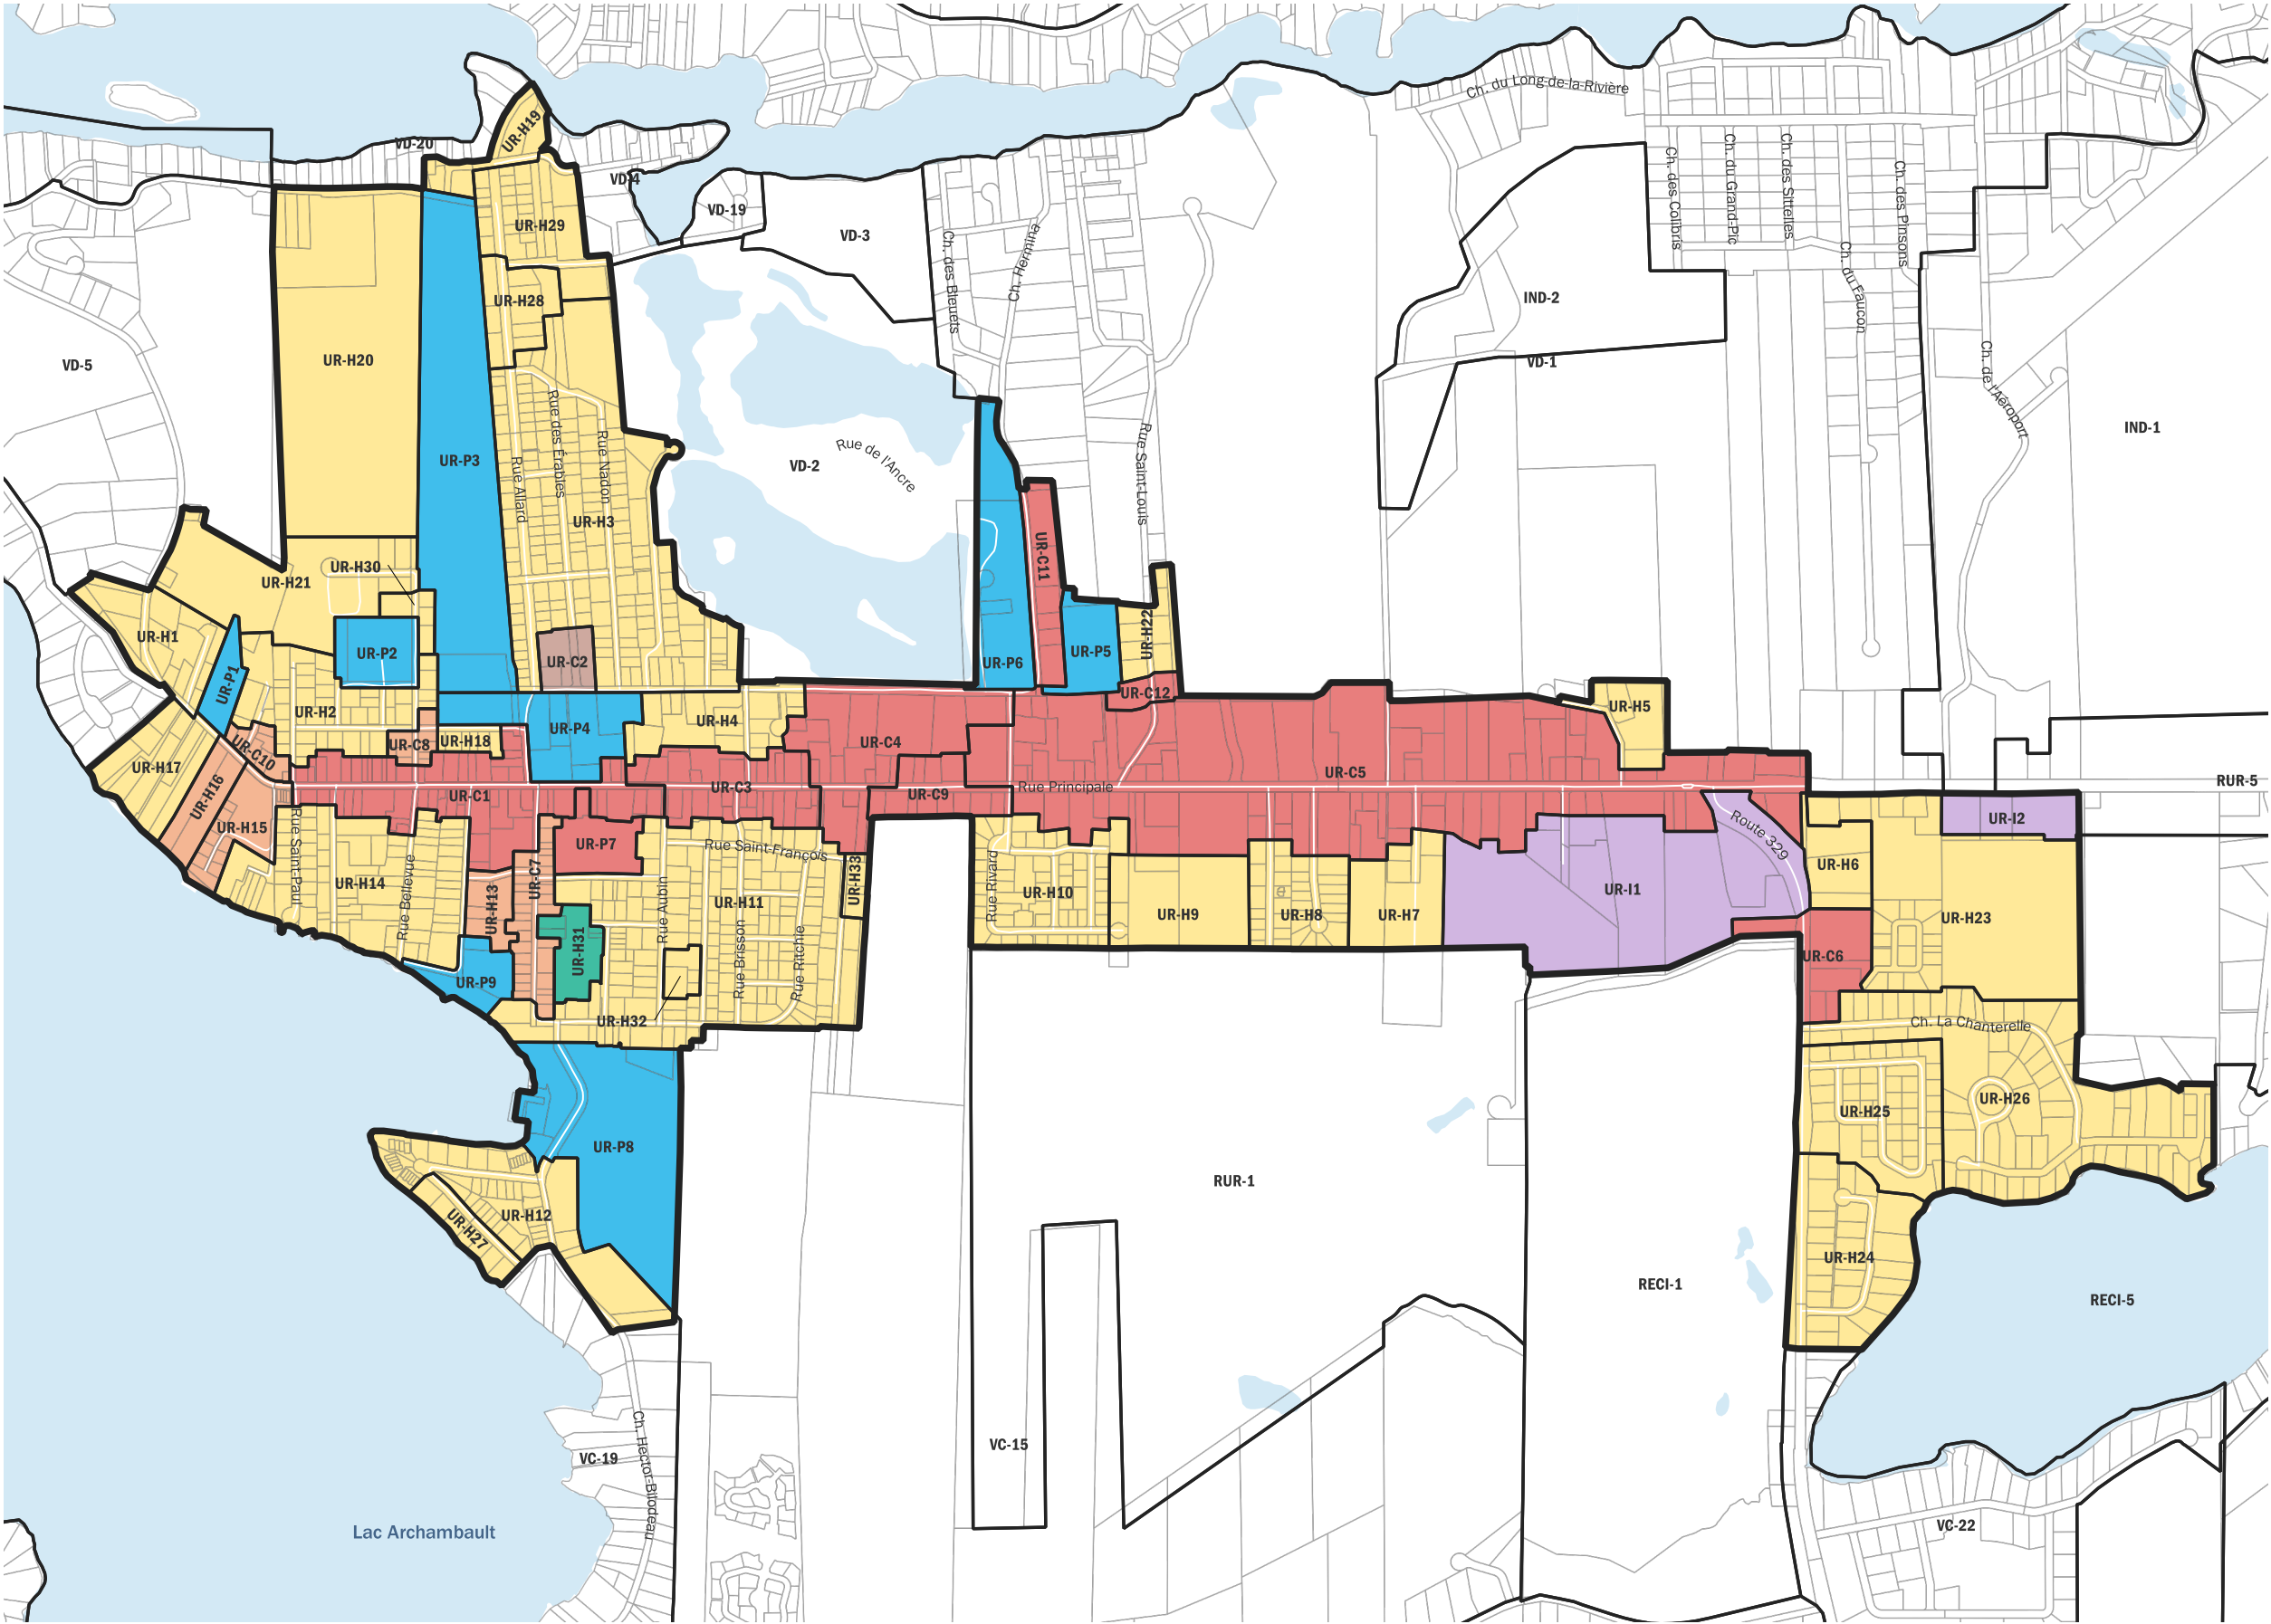 Ch. du Long-de-la-Rivière
UR-H19
VD-20
VD-4
VD-19
VD-3
UR-H29
Ch. des Bleuets
Ch. Hermina
Ch. des Colibris
Ch. du Grand-Pic
Ch. des Sittelles
Ch. des Pinsons
Ch. du Faucon
UR-H28
IND-2
VD-1
VD-5
UR-H20
Ch. de l'Aéroport
IND-1
UR-P3
Rue Allard
Rue des Érables
Rue Nadon
VD-2
Rue de l'Ancre
Rue Saint-Louis
UR-H3
UR-C11
UR-H30
UR-H21
UR-H1
UR-P2
UR-C2
UR-P6
UR-P5
UR-H22
UR-P1
UR-C12
UR-H2
UR-H5
UR-P4
UR-H4
UR-C10
UR-C8
UR-H18
UR-C4
UR-H17
UR-C5
UR-H16
UR-C1
UR-C3
UR-C9
Rue Principale
RUR-5
UR-H15
Rue Saint-Paul
UR-P7
Rue Saint-François
Route 329
UR-I2
UR-H14
Rue Bellevue
UR-H13
UR-C7
Rue Aubin
UR-H11
UR-H33
Rue Rivard
UR-H10
UR-H9
UR-H8
UR-H7
UR-I1
UR-H6
UR-H23
UR-H31
Rue Brisson
Rue Ritchie
UR-P9
UR-C6
UR-H32
Ch. La Chanterelle
UR-P8
UR-H25
UR-H26
RUR-1
UR-H27
UR-H12
UR-H24
RECI-1
RECI-5
Ch. Hector-Bilodeau
VC-19
VC-15
Lac Archambault
VC-22